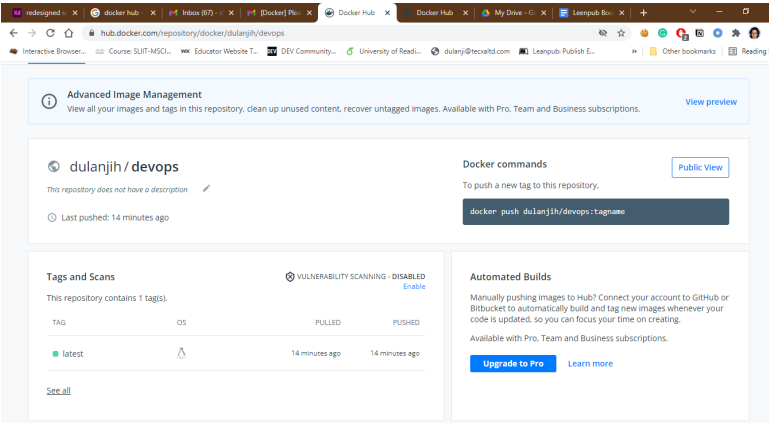 redesigned s
docker hub -
Inbox (67) - d
[Docker] Plea
Docker Hub
Docker Hub
My Drive - G
Leenpub Boo
hub.docker.com/repository/docker/dulanjih/devops
Interactive Browser...
Course: SLIIT-MSCI...
Educator Website T...
DEV Community...
University of Readi...
dulanji@tecxaltd.com
Leanpub: Publish E...
»
Other bookmarks
Reading
Advanced Image Management
View all your images and tags in this repository, clean up unused content, recover untagged images. Available with Pro, Team and Business subscriptions.
View preview
dulanjih / devops
This repository does not have a description
Last pushed: 14 minutes ago
Docker commands
Public View
To push a new tag to this repository,
docker push dulanjih/devops:tagname
Tags and Scans
VULNERABILITY SCANNING - DISABLED
Enable
This repository contains 1 tag(s).
TAG OS PULLED PUSHED
latest 14 minutes ago 14 minutes ago
See all
Automated Builds
Manually pushing images to Hub? Connect your account to GitHub or
Bitbucket to automatically build and tag new images whenever your
code is updated, so you can focus your time on creating.
Available with Pro, Team and Business subscriptions.
Upgrade to Pro Learn more